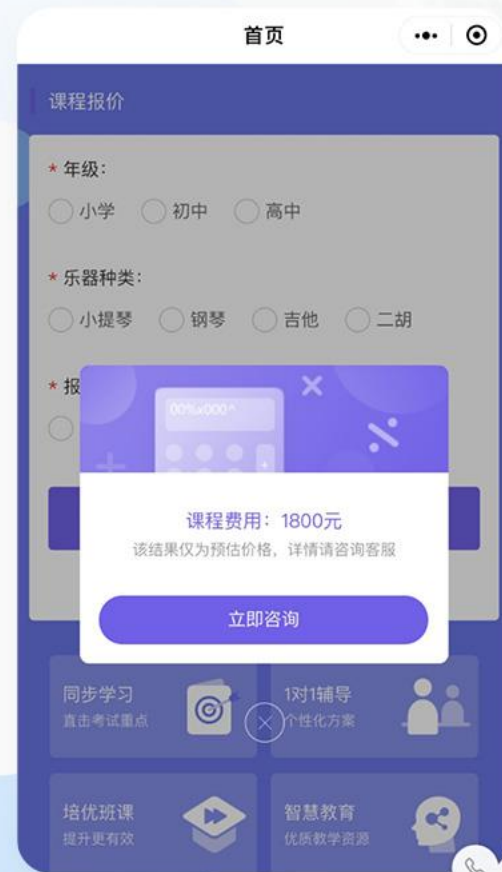 首页
课程报价
* 年级：
小学 初中 高中
* 乐器种类：
小提琴 钢琴 吉他 二胡
* 报
00%x000^
课程费用：1800元
该结果仅为预估价格，详情请咨询客服
立即咨询
同步学习
直击考试重点
1对1辅导
个性化方案
培优班课
提升更有效
智慧教育
优质教学资源